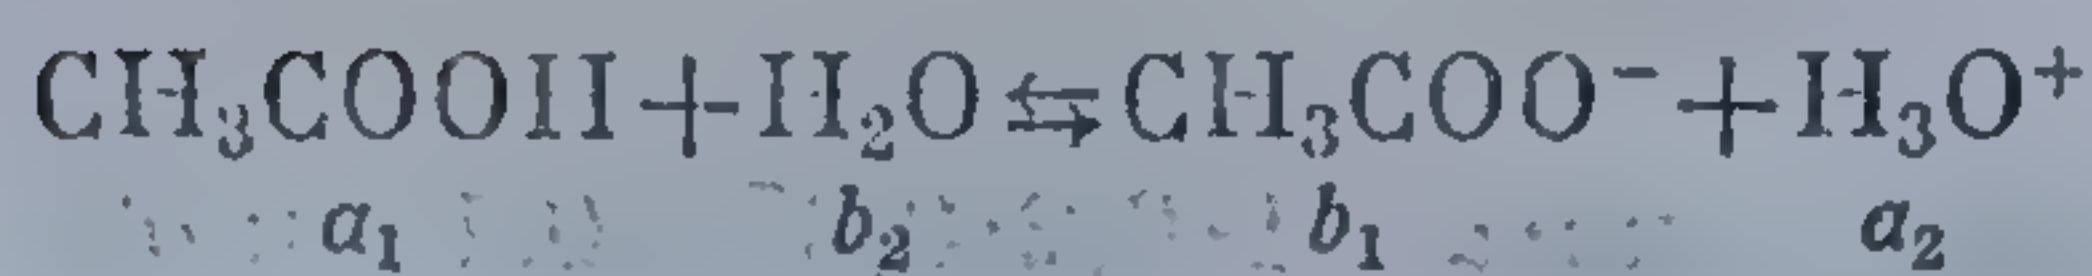 CH₃COOH + H₂O ⇆ CH₃COO⁻ + H₃O⁺
a₁ b₂ b₁ a₂